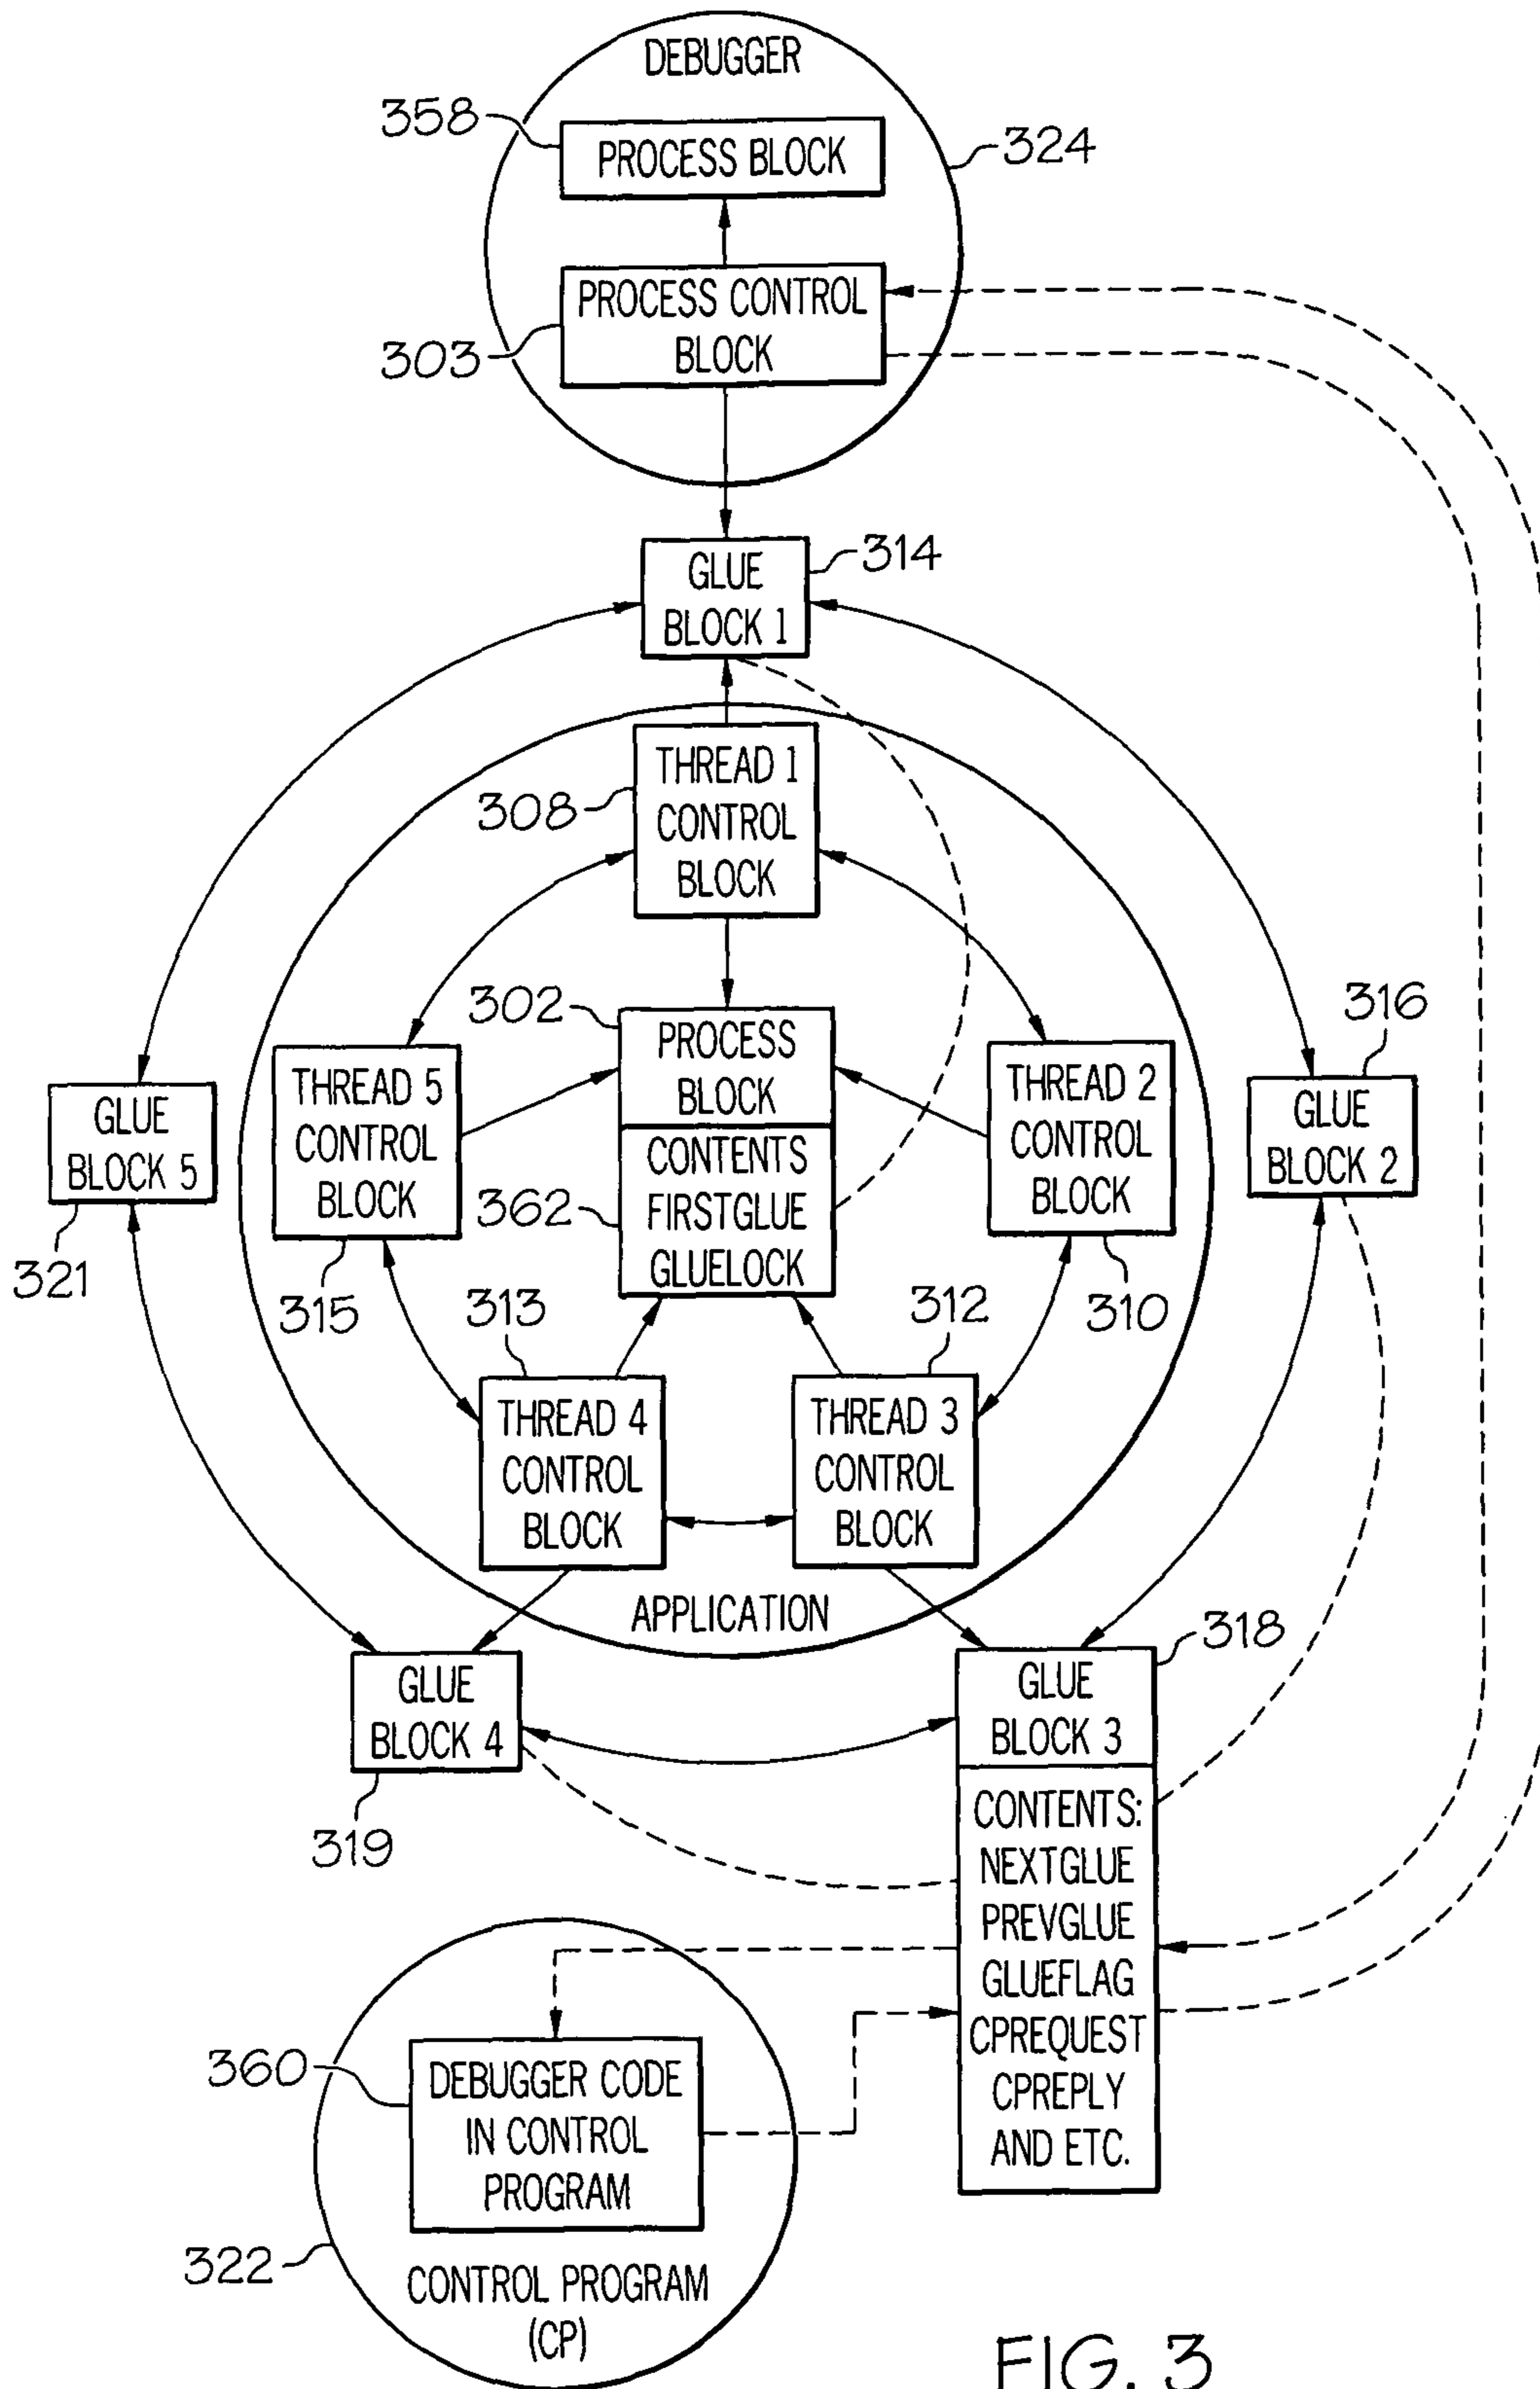 DEBUGGER
358
PROCESS BLOCK
324
PROCESS CONTROL
BLOCK
303
GLUE
BLOCK 1
314
THREAD 1
CONTROL
BLOCK
308
302
PROCESS
BLOCK
CONTENTS
FIRSTGLUE
GLUELOCK
362
316
GLUE
BLOCK 2
THREAD 5
CONTROL
BLOCK
315
THREAD 2
CONTROL
BLOCK
310
GLUE
BLOCK 5
321
313
THREAD 4
CONTROL
BLOCK
312
THREAD 3
CONTROL
BLOCK
APPLICATION
GLUE
BLOCK 4
319
318
GLUE
BLOCK 3
CONTENTS:
NEXTGLUE
PREVGLUE
GLUEFLAG
CPREQUEST
CPREPLY
AND ETC.
360
DEBUGGER CODE
IN CONTROL
PROGRAM
322
CONTROL PROGRAM
(CP)
FIG. 3